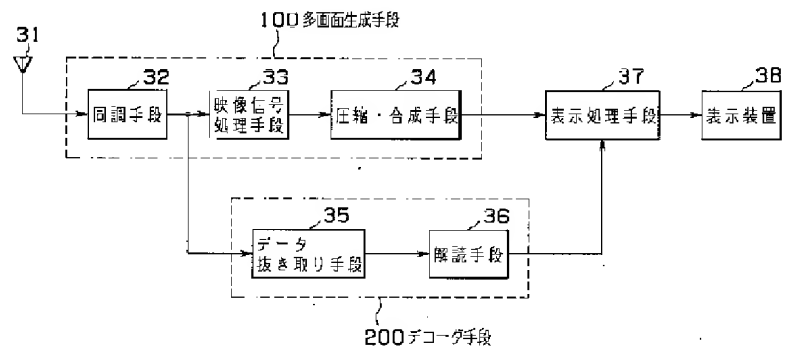 100多画面生成手段
31
32
33
34
37
38
同調手段
映像信号
処理手段
圧縮・合成手段
表示処理手段
表示装置
35
36
データ
抜き取り手段
解読手段
200デコーダ手段